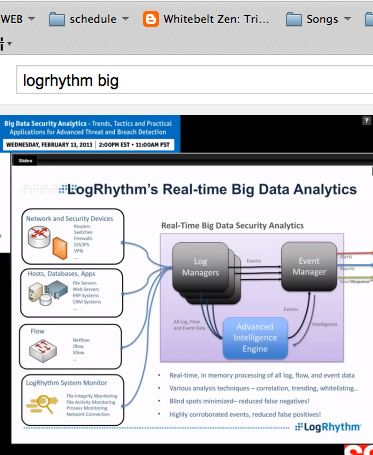 WEB
schedule
Whitebelt Zen: Tri...
Songs
logrhythm big
Big Data Security Analytics - Trends, Tactics and Practical
Applications for Advanced Threat and Breach Detection
WEDNESDAY, FEBRUARY 13, 2013 | 2:00PM EST • 11:00AM PST
?
Slides
LogRhythm's Real-time Big Data Analytics
Network and Security Devices
Routers
Switches
Firewalls
IDS/IPS
VPN
...
Hosts, Databases, Apps
File Servers
Web Servers
ERP Systems
CRM Systems
...
Flow
Netflow
Jflow
Sflow
...
LogRhythm System Monitor
File Integrity Monitoring
File Activity Monitoring
Process Monitoring
Network Connection
Real-Time Big Data Security Analytics
Log
Managers
Events
Event
Manager
Alerts
Reports
All Log, Flow
and Event Data
Events
Intelligence
Advanced
Intelligence
Engine
• Real-time, in memory processing of all log, flow, and event data
• Various analysis techniques – correlation, trending, whitelisting…
• Blind spots minimized– reduced false negatives!
• Highly corroborated events, reduced false positives!
LogRhythm